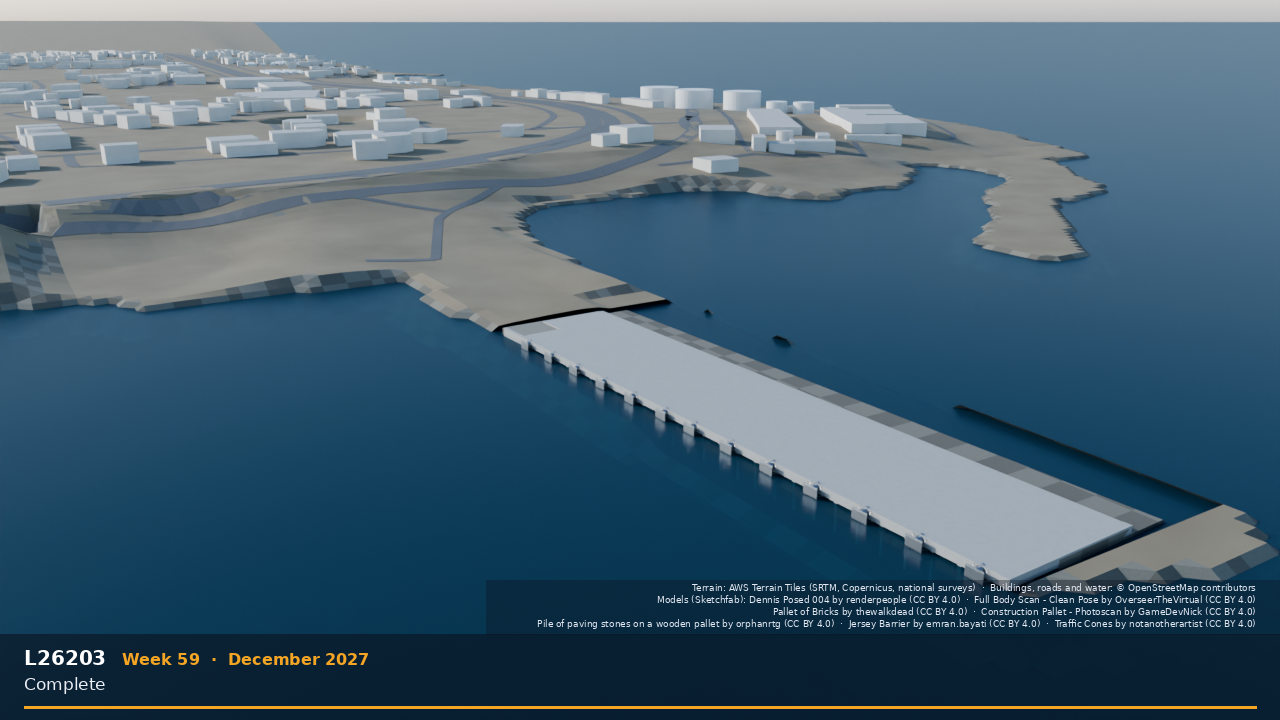 Terrain: AWS Terrain Tiles (SRTM, Copernicus, national surveys)  ·  Buildings, roads and water: © OpenStreetMap contributors
Models (Sketchfab): Dennis Posed 004 by renderpeople (CC BY 4.0)  ·  Full Body Scan - Clean Pose by OverseerTheVirtual (CC BY 4.0)
Pallet of Bricks by thewalkdead (CC BY 4.0)  ·  Construction Pallet - Photoscan by GameDevNick (CC BY 4.0)
Pile of paving stones on a wooden pallet by orphanrtg (CC BY 4.0)  ·  Jersey Barrier by emran.bayati (CC BY 4.0)  ·  Traffic Cones by notanotherartist (CC BY 4.0)
L26203 Week 59 · December 2027
Complete